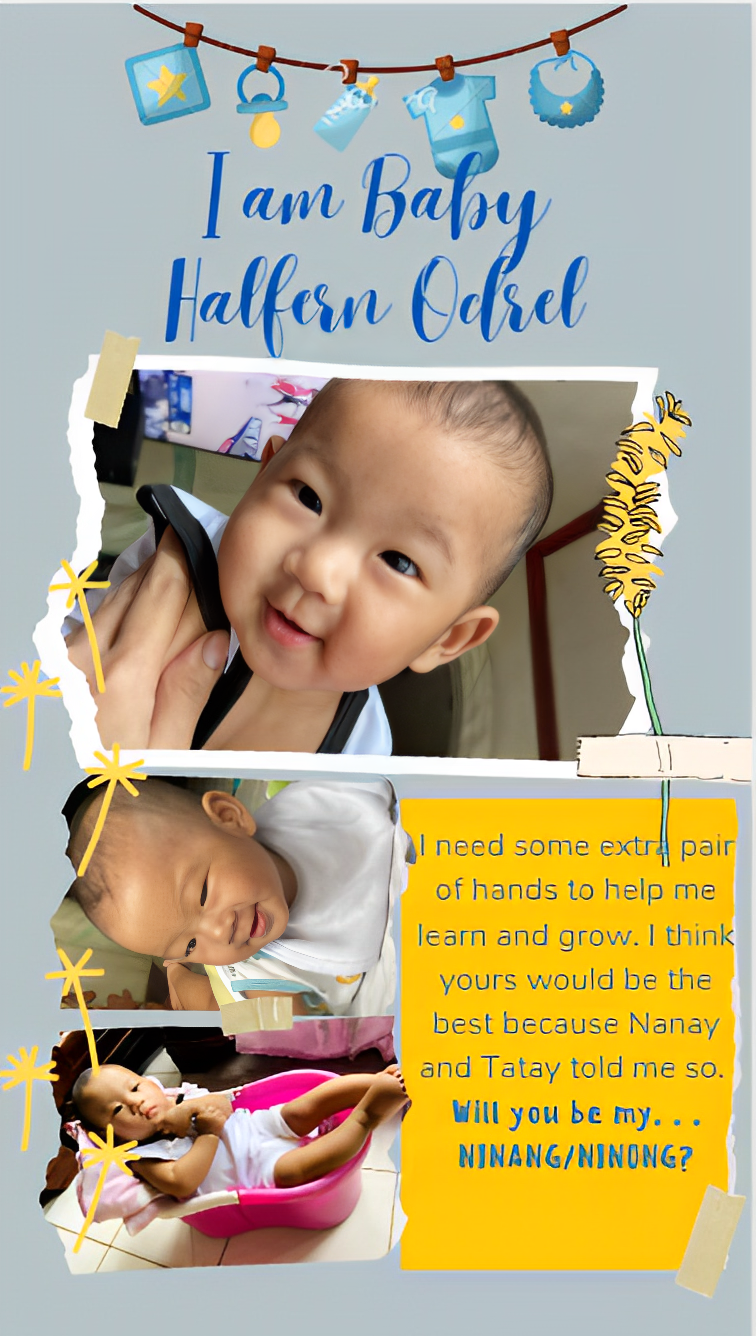 I am Baby
Halfern Odrel
I need some extra pair
of hands to help me
learn and grow. I think
yours would be the
best because Nanay
and Tatay told me so.
Will you be my. . .
NINANG/NINONG?